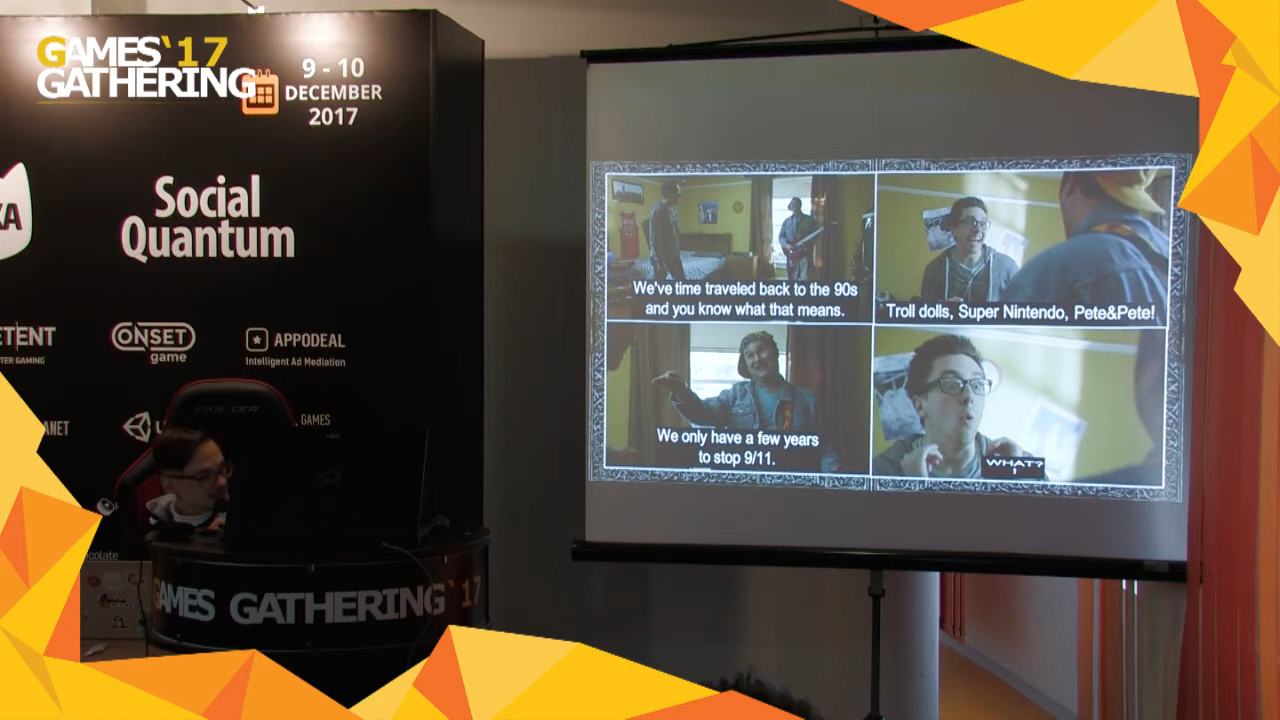 GAMES`17
GATHERING
9 - 10
DECEMBER
2017
Social
Quantum
ONSET
game
APPODEAL
Intelligent Ad Mediation
GAMES
GAMES GATHERING`17
We've time traveled back to the 90s
and you know what that means.
Troll dolls, Super Nintendo, Pete&Pete!
We only have a few years
to stop 9/11.
WHAT?
!